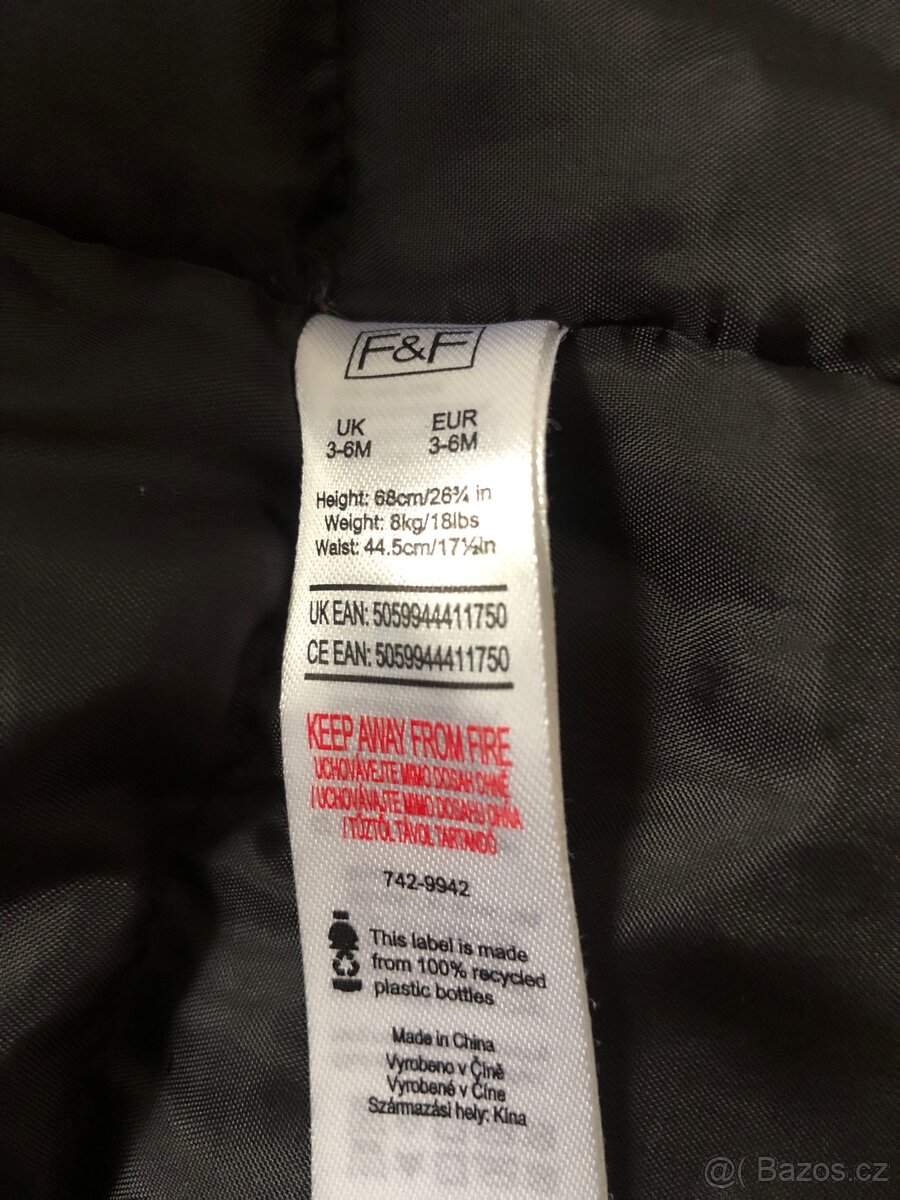 F&F
UK EUR
3-6M 3-6M
Height: 68cm/26¾ in
Weight: 8kg/18lbs
Waist: 44.5cm/17½in
UK EAN: 5059944411750
CE EAN: 5059944411750
KEEP AWAY FROM FIRE
UCHOVÁVEJTE MIMO DOSAH OHNĚ
/ UCHOVÁVAJTE MIMO DOSAHU OHŇA
/ TŰZTŐL TÁVOL TARTANDÓ
742-9942
This label is made
from 100% recycled
plastic bottles
Made in China
Vyrobeno v Číně
Vyrobené v Číne
Származási hely: Kína
@( Bazos.cz